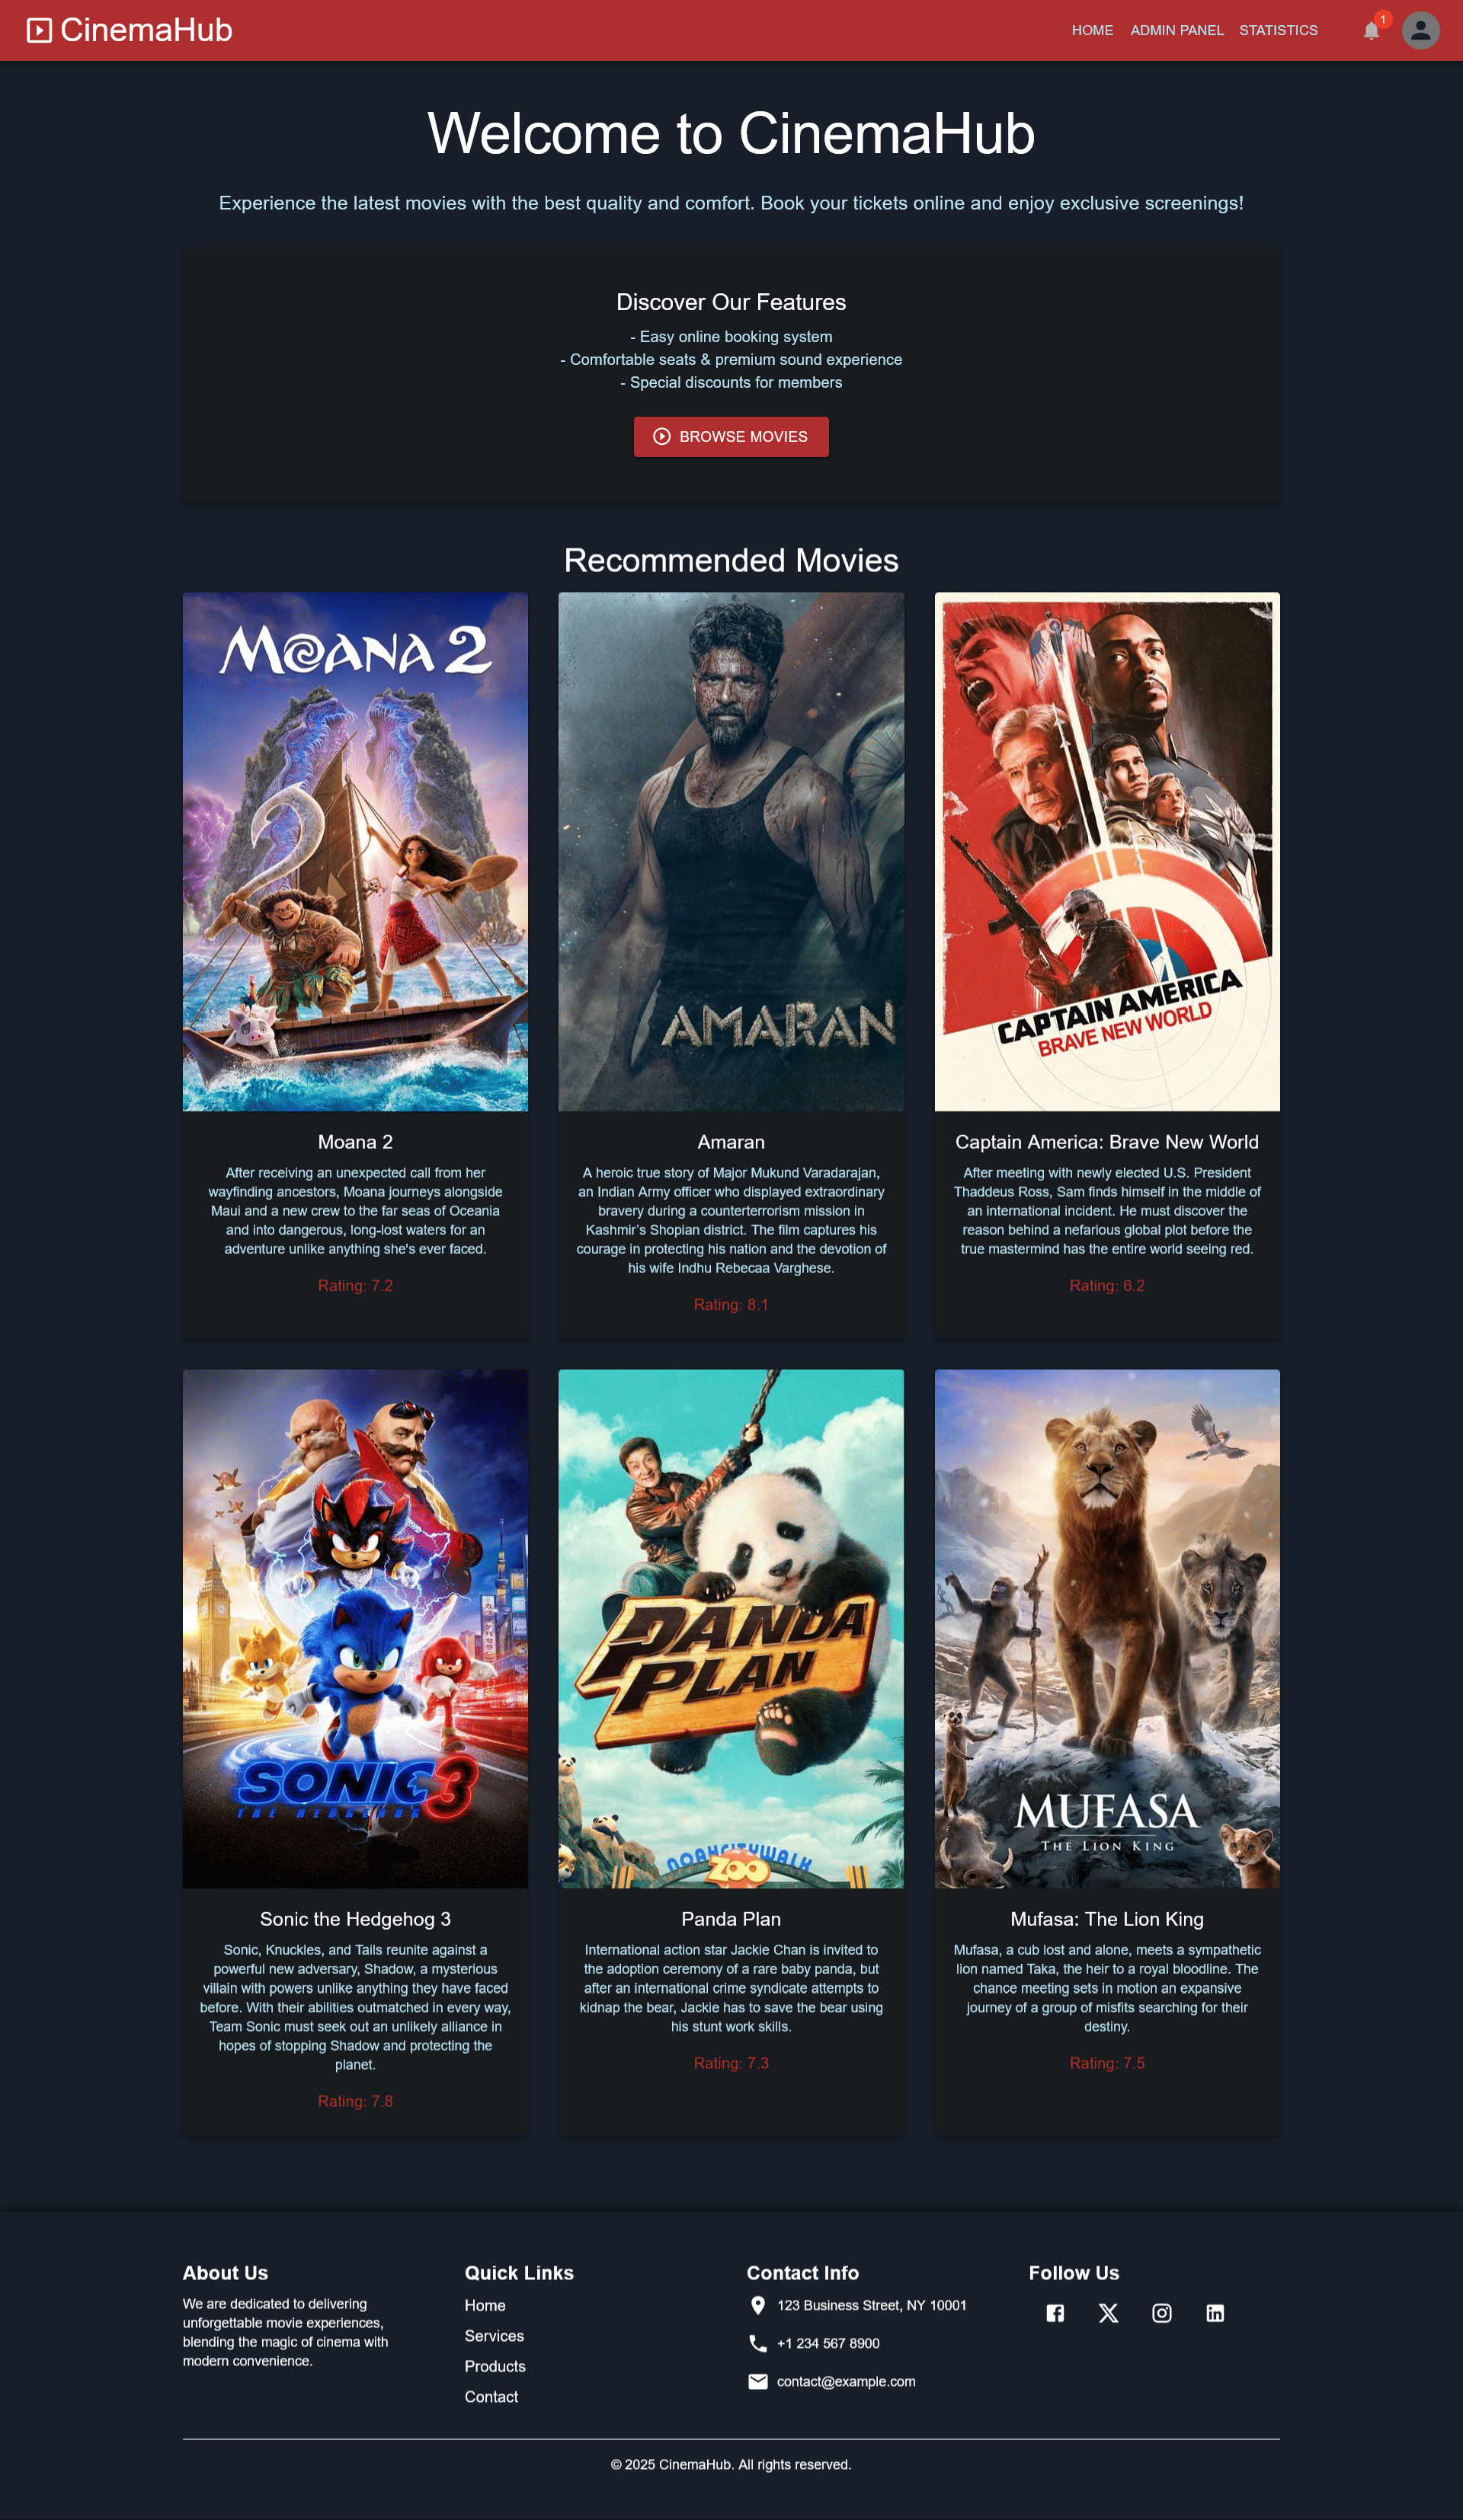 CinemaHub
HOME ADMIN PANEL STATISTICS 1
Welcome to CinemaHub
Experience the latest movies with the best quality and comfort. Book your tickets online and enjoy exclusive screenings!
Discover Our Features
- Easy online booking system
- Comfortable seats & premium sound experience
- Special discounts for members
BROWSE MOVIES
Recommended Movies
MOANA 2
Moana 2
After receiving an unexpected call from her
wayfinding ancestors, Moana journeys alongside
Maui and a new crew to the far seas of Oceania
and into dangerous, long-lost waters for an
adventure unlike anything she's ever faced.
Rating: 7.2
AMARAN
Amaran
A heroic true story of Major Mukund Varadarajan,
an Indian Army officer who displayed extraordinary
bravery during a counterterrorism mission in
Kashmir's Shopian district. The film captures his
courage in protecting his nation and the devotion of
his wife Indhu Rebecaa Varghese.
Rating: 8.1
CAPTAIN AMERICA
BRAVE NEW WORLD
Captain America: Brave New World
After meeting with newly elected U.S. President
Thaddeus Ross, Sam finds himself in the middle of
an international incident. He must discover the
reason behind a nefarious global plot before the
true mastermind has the entire world seeing red.
Rating: 6.2
SONIC 3
THE HEDGEHOG
Sonic the Hedgehog 3
Sonic, Knuckles, and Tails reunite against a
powerful new adversary, Shadow, a mysterious
villain with powers unlike anything they have faced
before. With their abilities outmatched in every way,
Team Sonic must seek out an unlikely alliance in
hopes of stopping Shadow and protecting the
planet.
Rating: 7.8
PANDA
PLAN
NOAHCITYWALK
ZOO
Panda Plan
International action star Jackie Chan is invited to
the adoption ceremony of a rare baby panda, but
after an international crime syndicate attempts to
kidnap the bear, Jackie has to save the bear using
his stunt work skills.
Rating: 7.3
MUFASA
THE LION KING
Mufasa: The Lion King
Mufasa, a cub lost and alone, meets a sympathetic
lion named Taka, the heir to a royal bloodline. The
chance meeting sets in motion an expansive
journey of a group of misfits searching for their
destiny.
Rating: 7.5
About Us
We are dedicated to delivering
unforgettable movie experiences,
blending the magic of cinema with
modern convenience.
Quick Links
Home
Services
Products
Contact
Contact Info
123 Business Street, NY 10001
+1 234 567 8900
contact@example.com
Follow Us
© 2025 CinemaHub. All rights reserved.